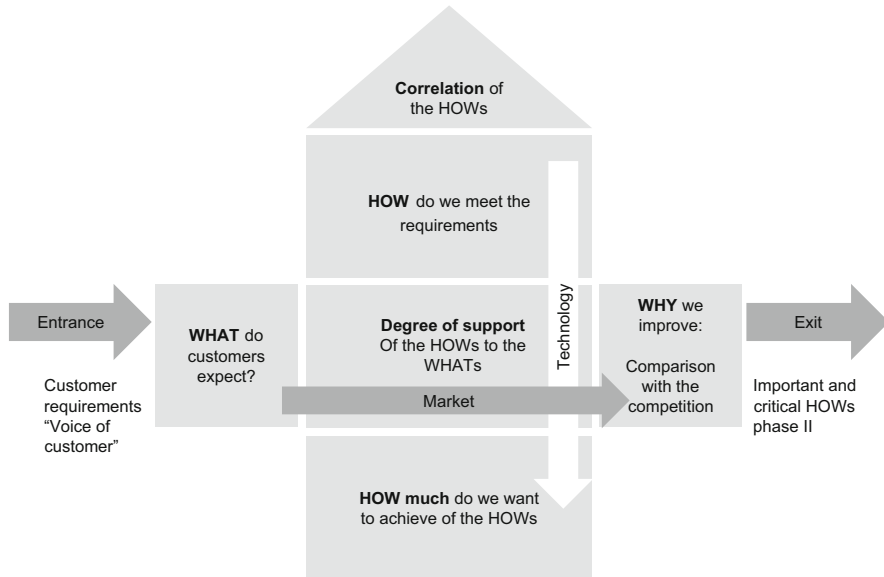 Correlation of
the HOWs
HOW do we meet the
requirements
Technology
Entrance
Customer
requirements
“Voice of
customer”
WHAT do
customers
expect?
Degree of support
Of the HOWs to the
WHATs
Market
WHY we
improve:
Comparison
with the
competition
Exit
Important and
critical HOWs
phase II
HOW much do we want
to achieve of the HOWs